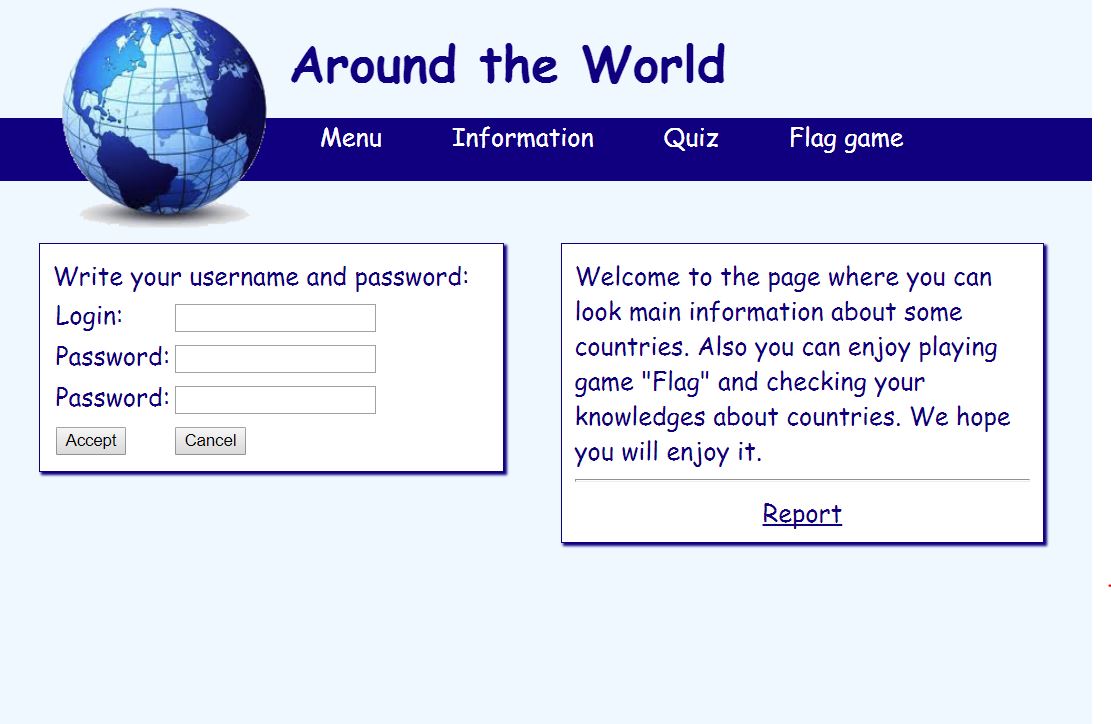 Around the World
Menu Information Quiz Flag game
Write your username and password:
Login:
Password:
Password:
Accept Cancel
Welcome to the page where you can
look main information about some
countries. Also you can enjoy playing
game "Flag" and checking your
knowledges about countries. We hope
you will enjoy it.
Report